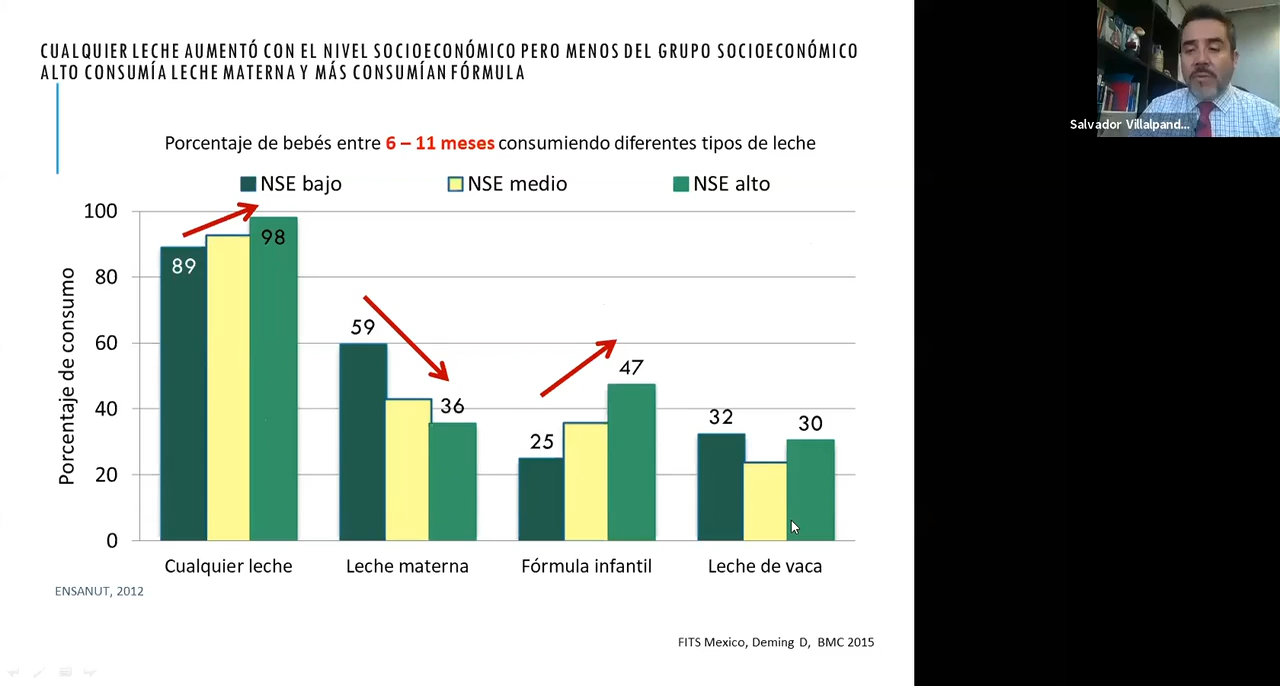 CUALQUIER LECHE AUMENTÓ CON EL NIVEL SOCIOECONÓMICO PERO MENOS DEL GRUPO SOCIOECONÓMICO
ALTO CONSUMÍA LECHE MATERNA Y MÁS CONSUMÍAN FÓRMULA
Salvador Villalpand...
Porcentaje de bebés entre 6 – 11 meses consumiendo diferentes tipos de leche
NSE bajo NSE medio NSE alto
Porcentaje de consumo
100
80
60
40
20
0
89 98
59 36
25 47
32 30
Cualquier leche Leche materna Fórmula infantil Leche de vaca
ENSANUT, 2012
FITS Mexico, Deming D, BMC 2015